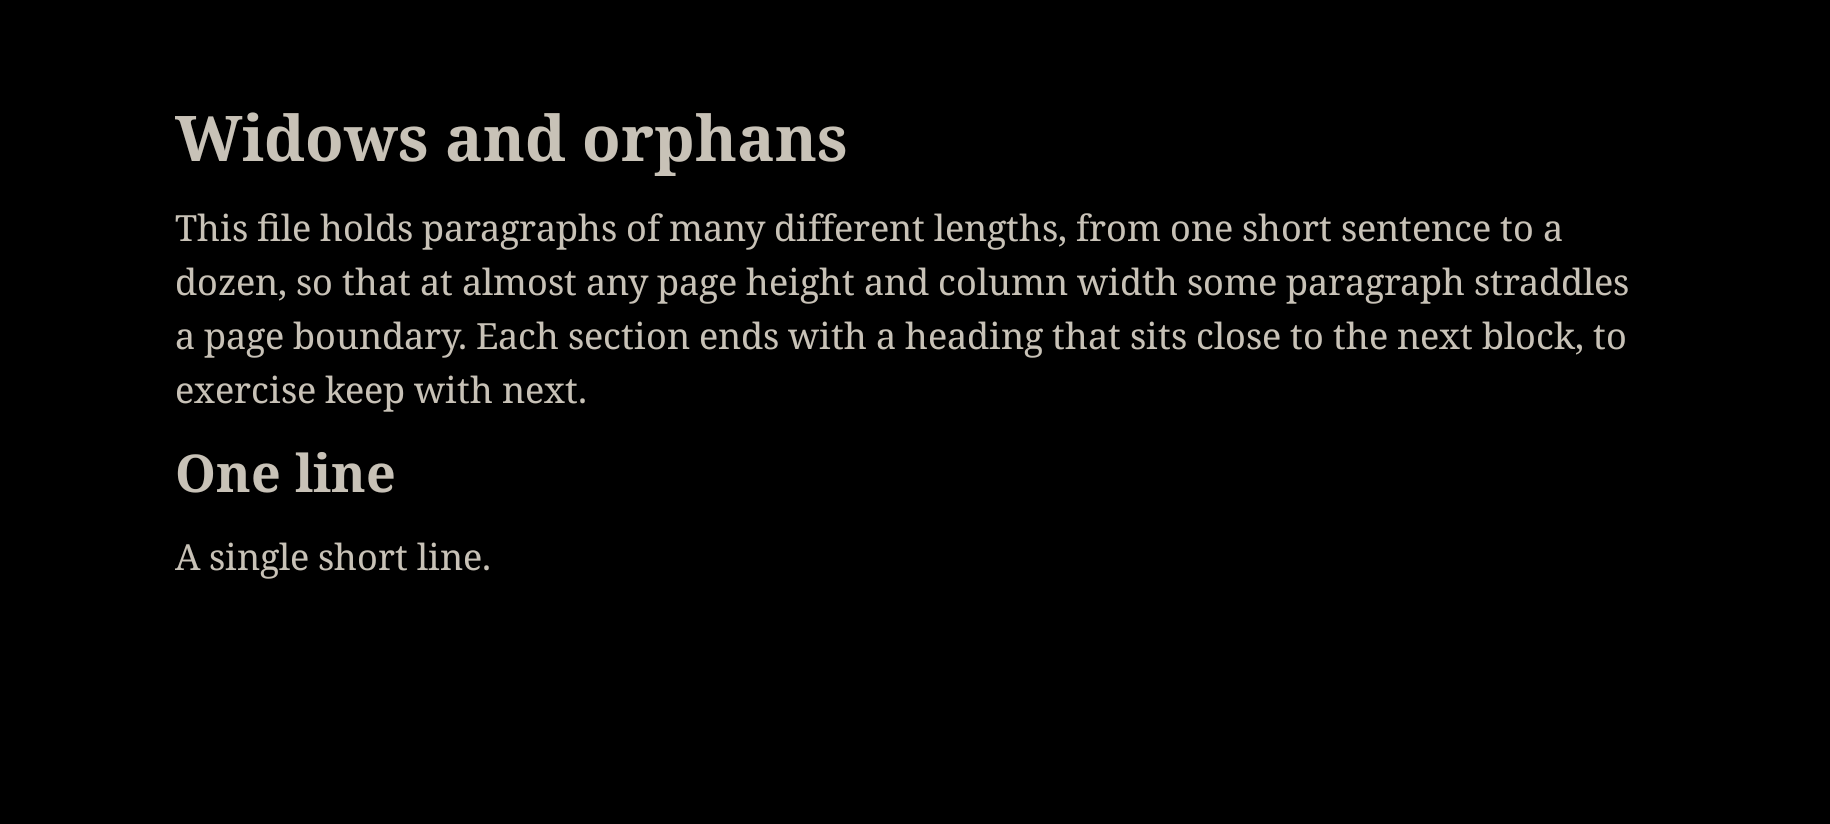 Widows and orphans
This file holds paragraphs of many different lengths, from one short sentence to a
dozen, so that at almost any page height and column width some paragraph straddles
a page boundary. Each section ends with a heading that sits close to the next block, to
exercise keep with next.
One line
A single short line.